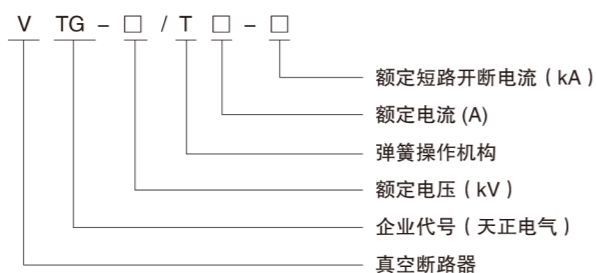 V TG - □ / T □ - □
额定短路开断电流（kA）
额定电流 (A)
弹簧操作机构
额定电压（kV）
企业代号（天正电气）
真空断路器